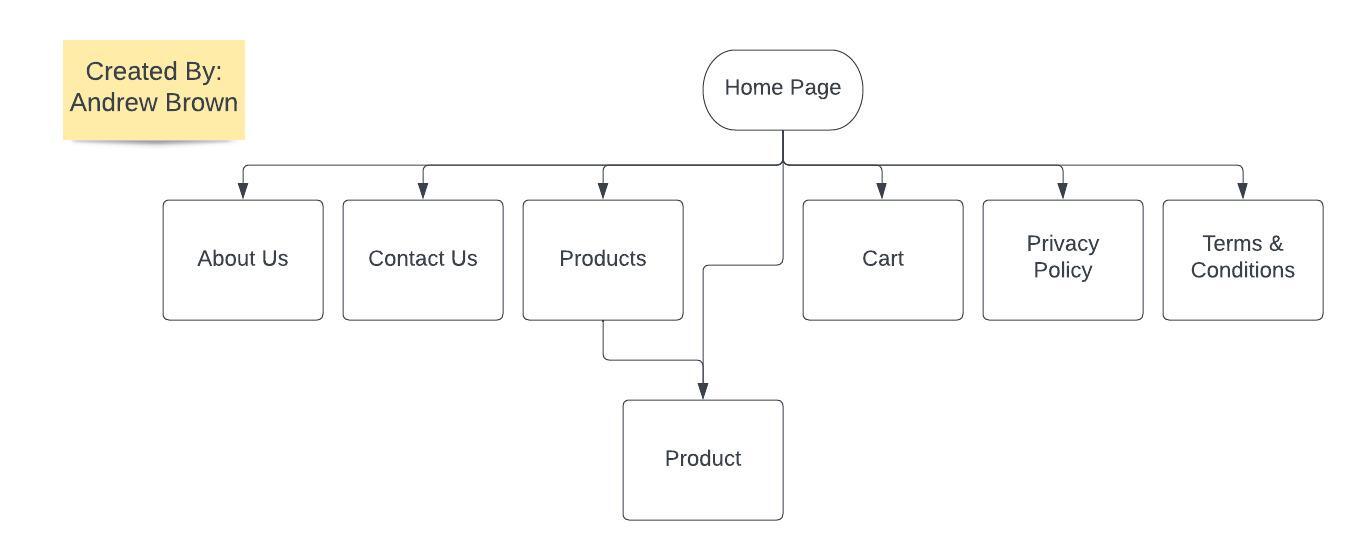 Created By:
Andrew Brown
Home Page
About Us
Contact Us
Products
Cart
Privacy
Policy
Terms &
Conditions
Product